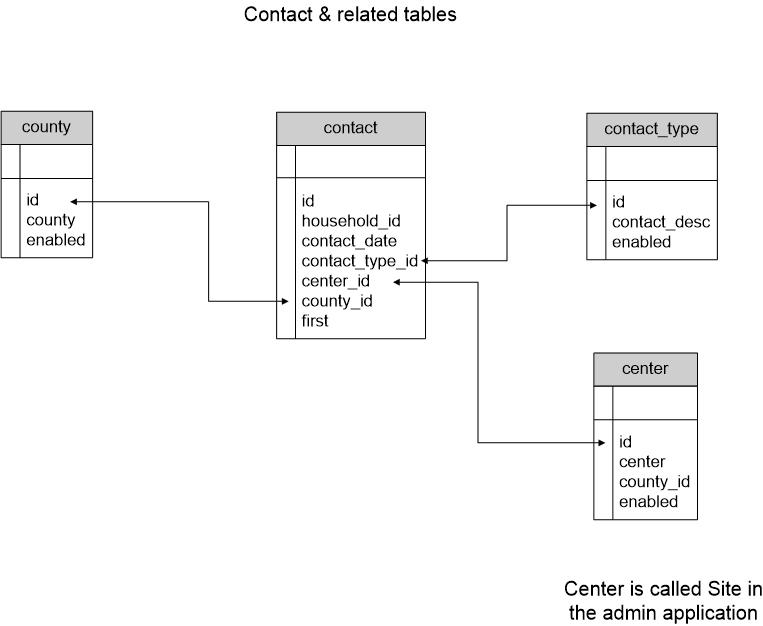 Contact & related tables
county
id
county
enabled
contact
id
household_id
contact_date
contact_type_id
center_id
county_id
first
contact_type
id
contact_desc
enabled
center
id
center
county_id
enabled
Center is called Site in
the admin application